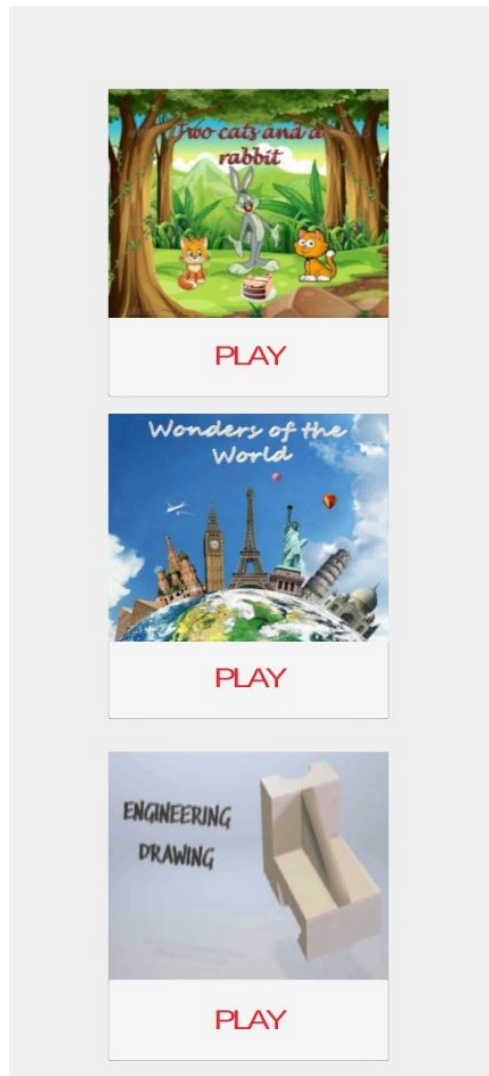 Two cats and a
rabbit
PLAY
Wonders of the
World
PLAY
ENGINEERING
DRAWING
PLAY